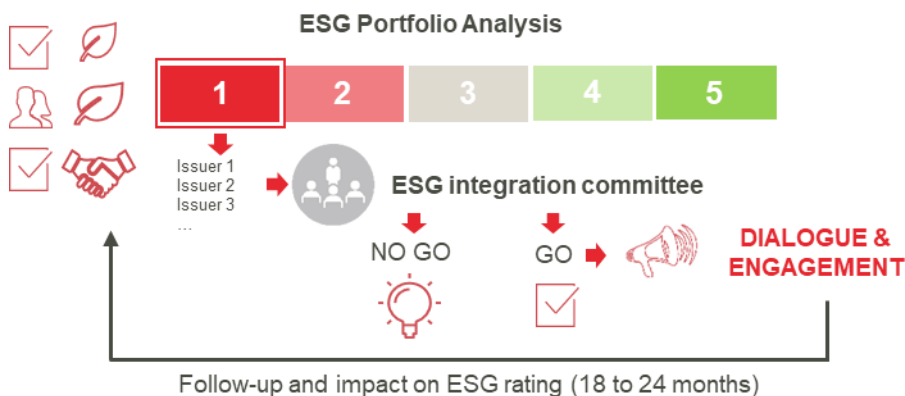 ESG Portfolio Analysis
1 2 3 4 5
Issuer 1
Issuer 2
Issuer 3
...
ESG integration committee
NO GO
GO
DIALOGUE &
ENGAGEMENT
Follow-up and impact on ESG rating (18 to 24 months)